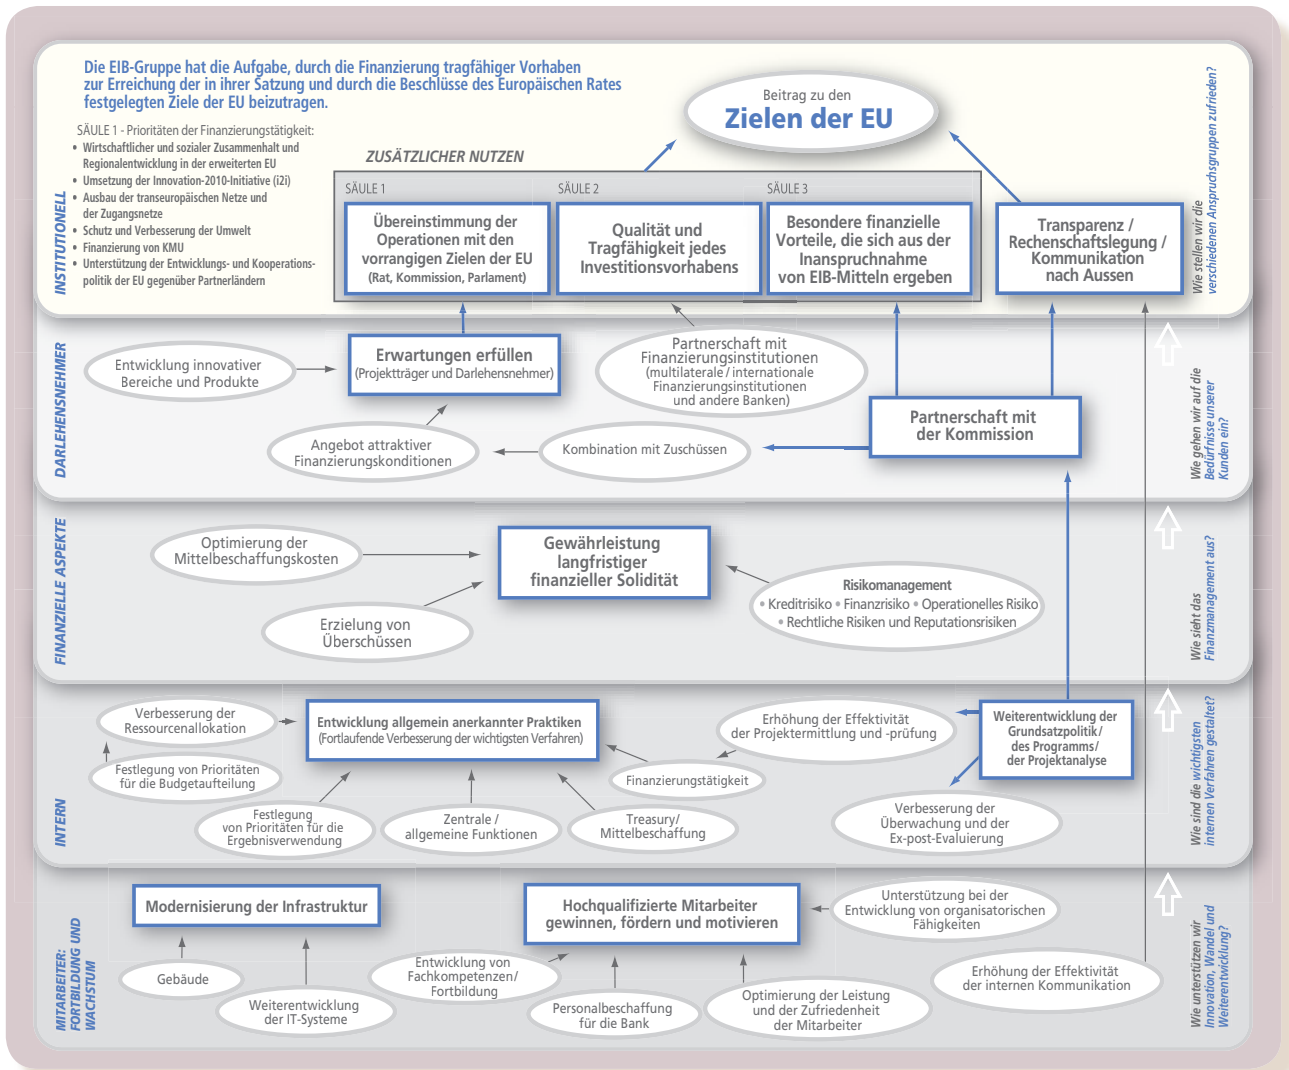 Die EIB-Gruppe hat die Aufgabe, durch die Finanzierung tragfähiger Vorhaben
zur Erreichung der in ihrer Satzung und durch die Beschlüsse des Europäischen Rates
festgelegten Ziele der EU beizutragen.
SÄULE 1 - Prioritäten der Finanzierungstätigkeit:
• Wirtschaftlicher und sozialer Zusammenhalt und
Regionalentwicklung in der erweiterten EU
• Umsetzung der Innovation-2010-Initiative (i2i)
• Ausbau der transeuropäischen Netze und
der Zugangsnetze
• Schutz und Verbesserung der Umwelt
• Finanzierung von KMU
• Unterstützung der Entwicklungs- und Kooperations-
politik der EU gegenüber Partnerländern
INSTITUTIONELL
Beitrag zu den
Zielen der EU
ZUSÄTZLICHER NUTZEN
SÄULE 1
Übereinstimmung der
Operationen mit den
vorrangigen Zielen der EU
(Rat, Kommission, Parlament)
SÄULE 2
Qualität und
Tragfähigkeit jedes
Investitionsvorhabens
SÄULE 3
Besondere finanzielle
Vorteile, die sich aus der
Inanspruchnahme
von EIB-Mitteln ergeben
Transparenz /
Rechenschaftslegung /
Kommunikation
nach Aussen
Wie stellen wir die
verschiedenen Anspruchsgruppen zufrieden?
DARLEHENSNEHMER
Entwicklung innovativer
Bereiche und Produkte
Erwartungen erfüllen
(Projektträger und Darlehensnehmer)
Partnerschaft mit
Finanzierungsinstitutionen
(multilaterale / internationale
Finanzierungsinstitutionen
und andere Banken)
Partnerschaft mit
der Kommission
Angebot attraktiver
Finanzierungskonditionen
Kombination mit Zuschüssen
Wie gehen wir auf die
Bedürfnisse unserer
Kunden ein?
FINANZIELLE ASPEKTE
Optimierung der
Mittelbeschaffungskosten
Erzielung von
Überschüssen
Gewährleistung
langfristiger
finanzieller Solidität
Risikomanagement
• Kreditrisiko • Finanzrisiko • Operationelles Risiko
• Rechtliche Risiken und Reputationsrisiken
Wie sieht das
Finanzmanagement aus?
INTERN
Verbesserung der
Ressourcenallokation
Festlegung von Prioritäten
für die Budgetaufteilung
Entwicklung allgemein anerkannter Praktiken
(Fortlaufende Verbesserung der wichtigsten Verfahren)
Festlegung
von Prioritäten für die
Ergebnisverwendung
Zentrale /
allgemeine Funktionen
Treasury/
Mittelbeschaffung
Finanzierungstätigkeit
Erhöhung der Effektivität
der Projektermittlung und -prüfung
Weiterentwicklung der
Grundsatzpolitik/
des Programms/
der Projektanalyse
Verbesserung der
Überwachung und der
Ex-post-Evaluierung
Wie sind die wichtigsten
internen Verfahren gestaltet?
MITARBEITER:
FORTBILDUNG UND
WACHSTUM
Modernisierung der Infrastruktur
Gebäude
Weiterentwicklung
der IT-Systeme
Hochqualifizierte Mitarbeiter
gewinnen, fördern und motivieren
Entwicklung von
Fachkompetenzen/
Fortbildung
Personalbeschaffung
für die Bank
Optimierung der Leistung
und der Zufriedenheit
der Mitarbeiter
Unterstützung bei der
Entwicklung von organisatorischen
Fähigkeiten
Erhöhung der Effektivität
der internen Kommunikation
Wie unterstützen wir
Innovation, Wandel und
Weiterentwicklung?